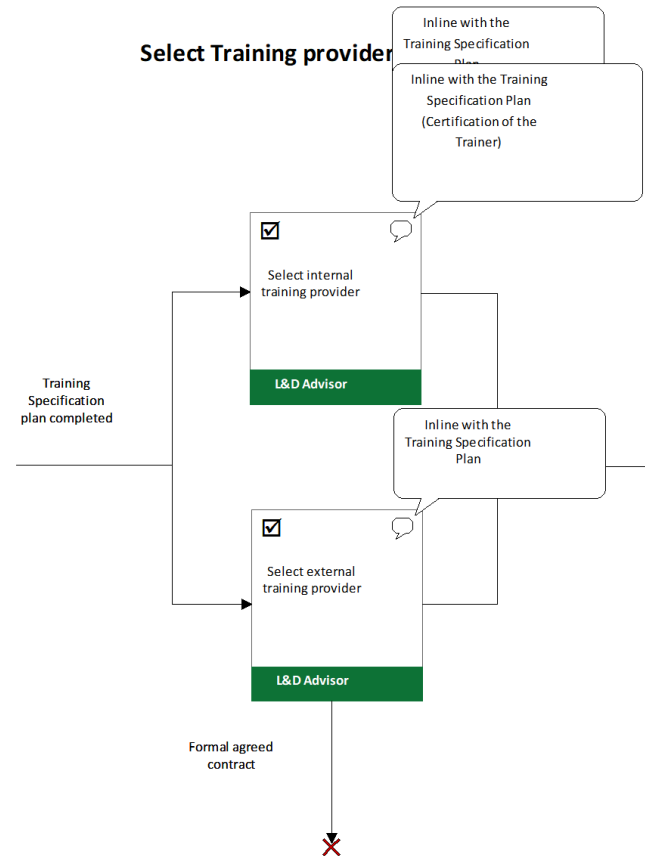 Select Training provider
Inline with the
Training Specification
Plan
Inline with the Training
Specification Plan
(Certification of the
Trainer)
Select internal
training provider
L&D Advisor
Training
Specification
plan completed
Inline with the
Training Specification
Plan
Select external
training provider
L&D Advisor
Formal agreed
contract